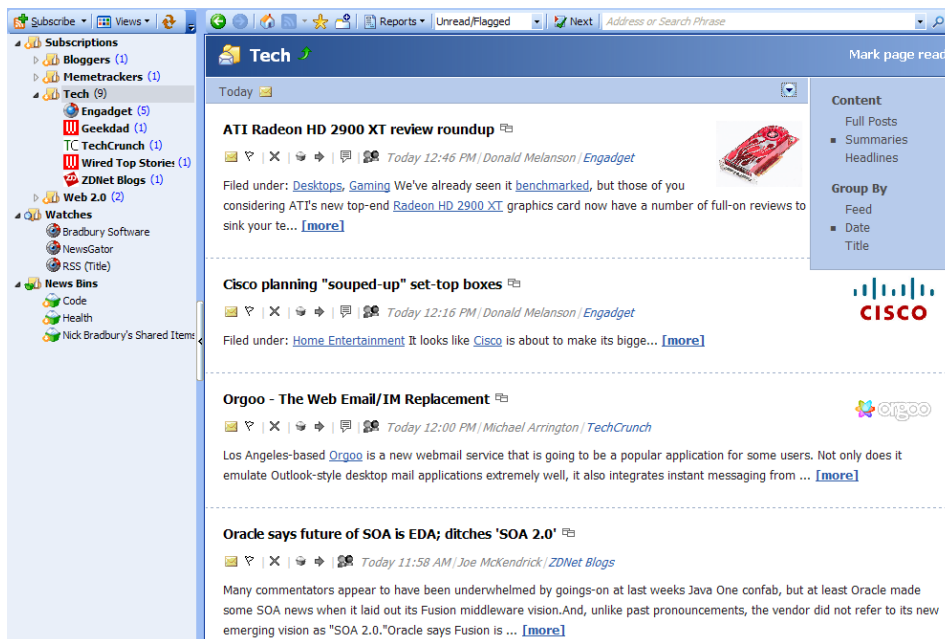 Subscribe Views Reports Unread/Flagged Next Address or Search Phrase
Subscriptions
Bloggers (1)
Memetrackers (1)
Tech (9)
Engadget (5)
Geekdad (1)
TC TechCrunch (1)
Wired Top Stories (1)
ZDNet Blogs (1)
Web 2.0 (2)
Watches
Bradbury Software
NewsGator
RSS (Title)
News Bins
Code
Health
Nick Bradbury's Shared Items
Tech Mark page read
Today
Content
Full Posts
Summaries
Headlines
Group By
Feed
Date
Title
ATI Radeon HD 2900 XT review roundup
Today 12:46 PM | Donald Melanson | Engadget
Filed under: Desktops, Gaming We've already seen it benchmarked, but those of you
considering ATI's new top-end Radeon HD 2900 XT graphics card now have a number of full-on reviews to
sink your te... [more]
Cisco planning "souped-up" set-top boxes
Today 12:16 PM | Donald Melanson | Engadget
Filed under: Home Entertainment It looks like Cisco is about to make its bigge... [more]
CISCO
Orgoo - The Web Email/IM Replacement
Today 12:00 PM | Michael Arrington | TechCrunch
orgoo
Los Angeles-based Orgoo is a new webmail service that is going to be a popular application for some users. Not only does it
emulate Outlook-style desktop mail applications extremely well, it also integrates instant messaging from ... [more]
Oracle says future of SOA is EDA; ditches 'SOA 2.0'
Today 11:58 AM | Joe McKendrick | ZDNet Blogs
Many commentators appear to have been underwhelmed by goings-on at last weeks Java One confab, but at least Oracle made
some SOA news when it laid out its Fusion middleware vision.And, unlike past pronouncements, the vendor did not refer to its new
emerging vision as "SOA 2.0."Oracle says Fusion is ... [more]